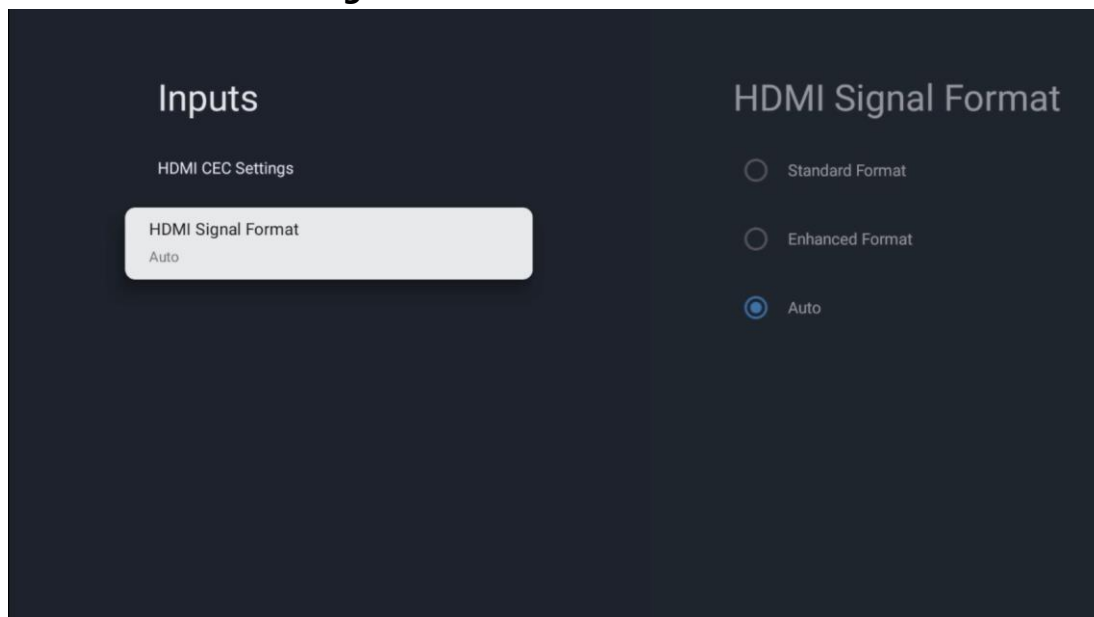 Inputs
HDMI CEC Settings
HDMI Signal Format
Auto
HDMI Signal Format
Standard Format
Enhanced Format
Auto